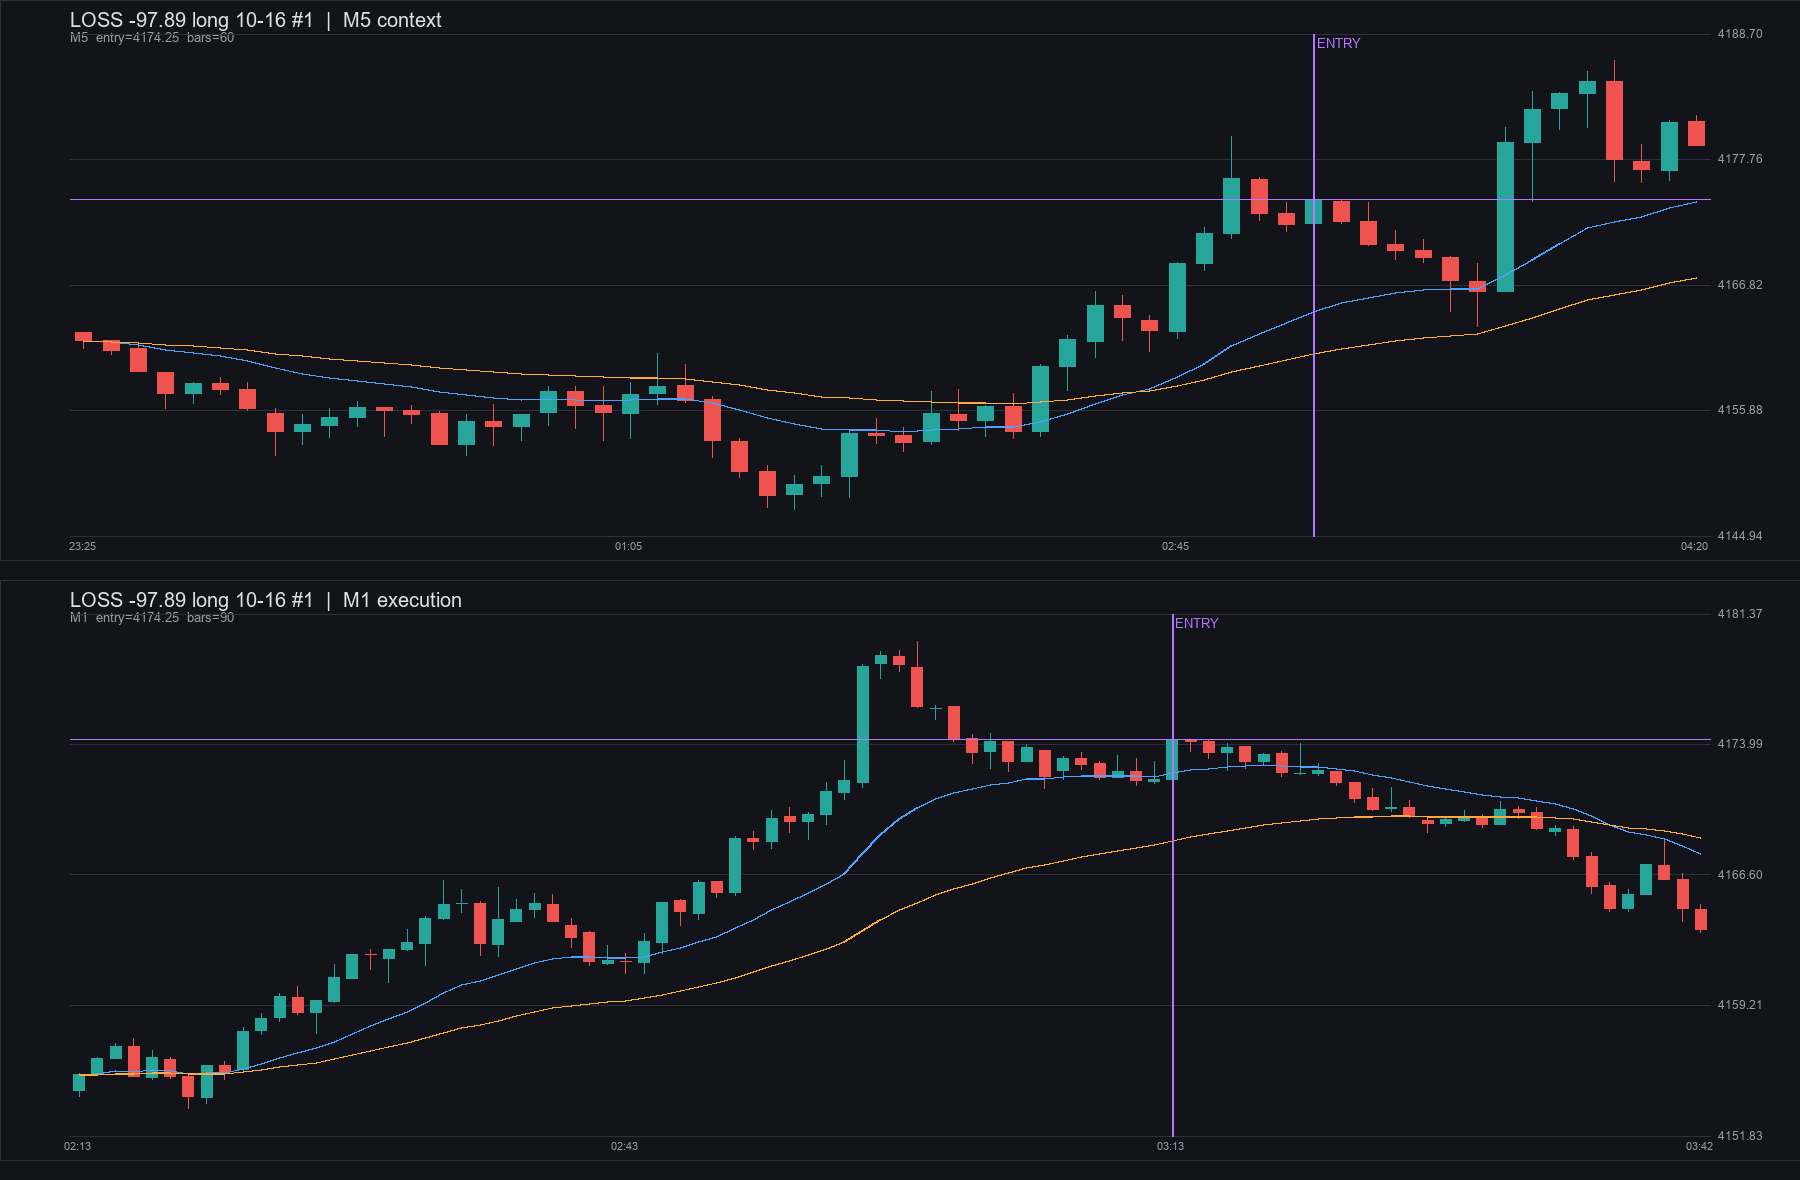 LOSS -97.89 long 10-16 #1 | M5 context
M5 entry=4174.25 bars=60
ENTRY
4188.70
4177.76
4166.82
4155.88
4144.94
23:25 01:05 02:45 04:20
LOSS -97.89 long 10-16 #1 | M1 execution
M1 entry=4174.25 bars=90
ENTRY
4181.37
4173.99
4166.60
4159.21
4151.83
02:13 02:43 03:13 03:42